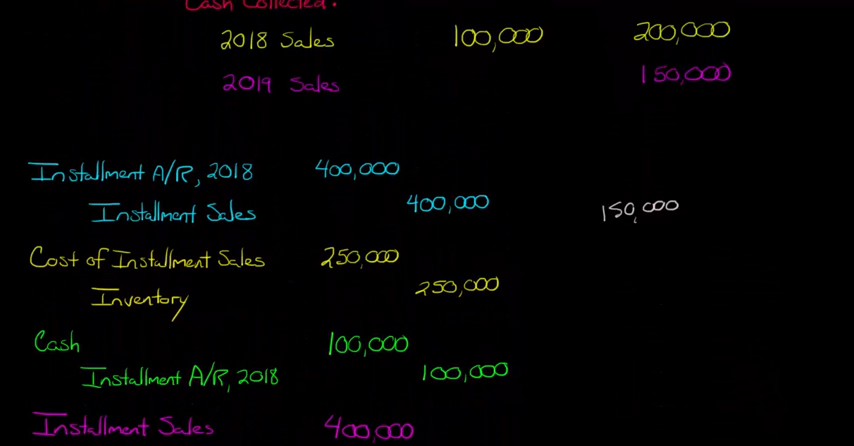 Cash Collected:
2018 Sales 100,000 200,000
2019 Sales 150,000
Installment A/R, 2018 400,000
Installment Sales 400,000 150,000
Cost of Installment Sales 250,000
Inventory 250,000
Cash 100,000
Installment A/R, 2018 100,000
Installment Sales 400,000